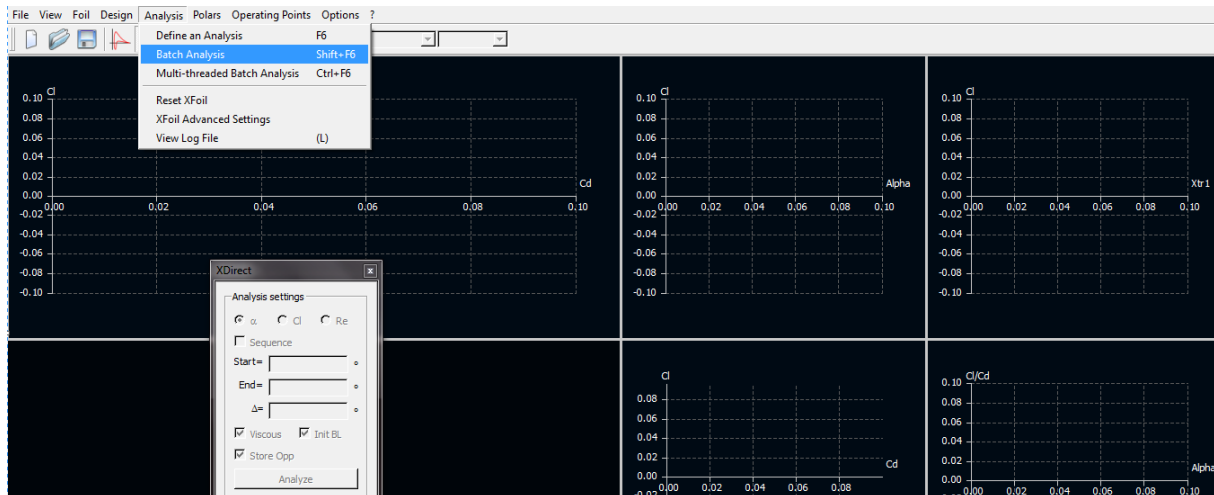 File View Foil Design Analysis Polars Operating Points Options ?
Define an Analysis F6
Batch Analysis Shift+F6
Multi-threaded Batch Analysis Ctrl+F6
Reset XFoil
XFoil Advanced Settings
View Log File (L)
Cl
0.10
0.08
0.06
0.04
0.02
0.00
-0.02
-0.04
-0.06
-0.08
-0.10
0.00 0.02 0.04 0.06 0.08 0.10
Cd
Cl
0.10
0.08
0.06
0.04
0.02
0.00
-0.02
-0.04
-0.06
-0.08
-0.10
0.00 0.02 0.04 0.06 0.08 0.10
Alpha
Cl
0.10
0.08
0.06
0.04
0.02
0.00
-0.02
-0.04
-0.06
-0.08
-0.10
0.00 0.02 0.04 0.06 0.08 0.10
Xtr1
XDirect x
Analysis settings
α Cl Re
Sequence
Start= °
End= °
Δ= °
Viscous Init BL
Store Opp
Analyze
Cl
0.08
0.06
0.04
0.02
0.00
-0.02
0.00 0.02 0.04 0.06 0.08
Cd
Cl/Cd
0.10
0.08
0.06
0.04
0.02
0.00
0.00 0.02 0.04 0.06 0.08 0.10
Alpha